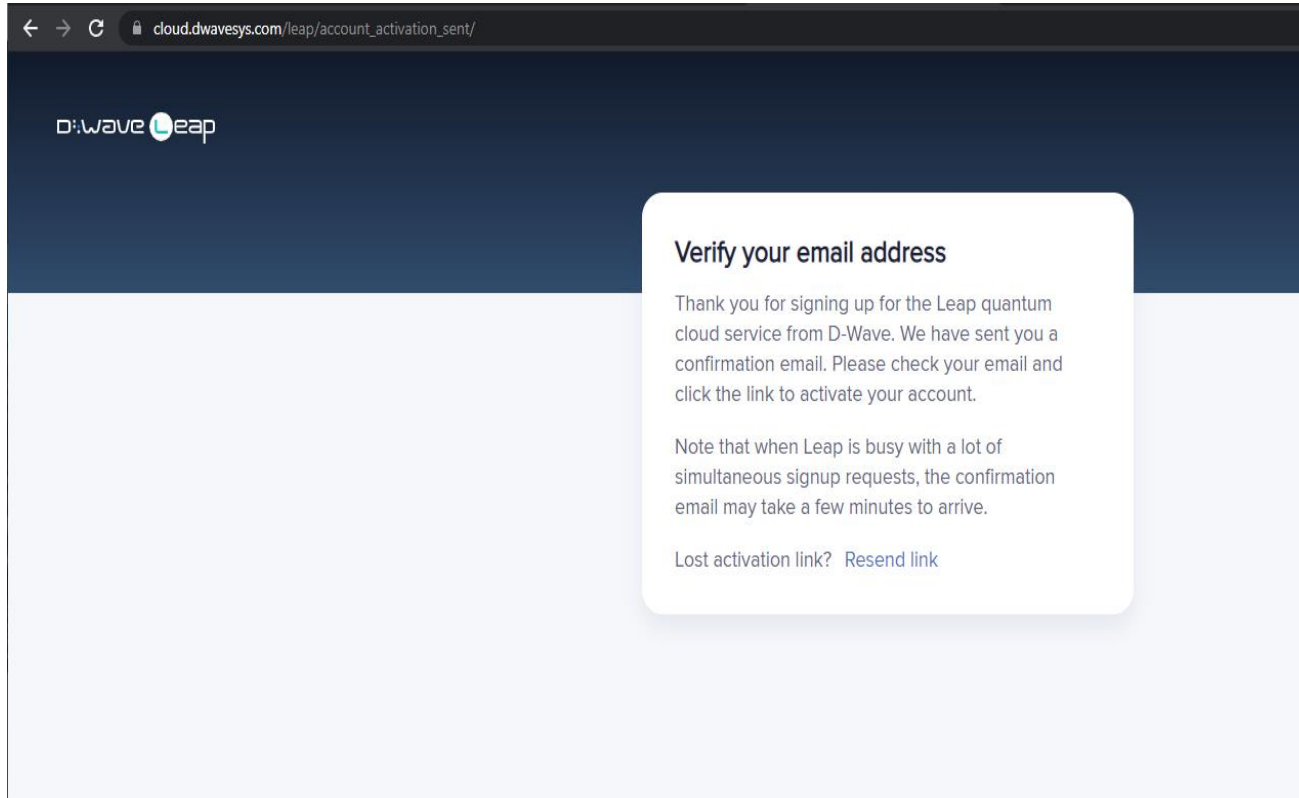 cloud.dwavesys.com/leap/account_activation_sent/
D:wave Leap
Verify your email address
Thank you for signing up for the Leap quantum
cloud service from D-Wave. We have sent you a
confirmation email. Please check your email and
click the link to activate your account.
Note that when Leap is busy with a lot of
simultaneous signup requests, the confirmation
email may take a few minutes to arrive.
Lost activation link? Resend link